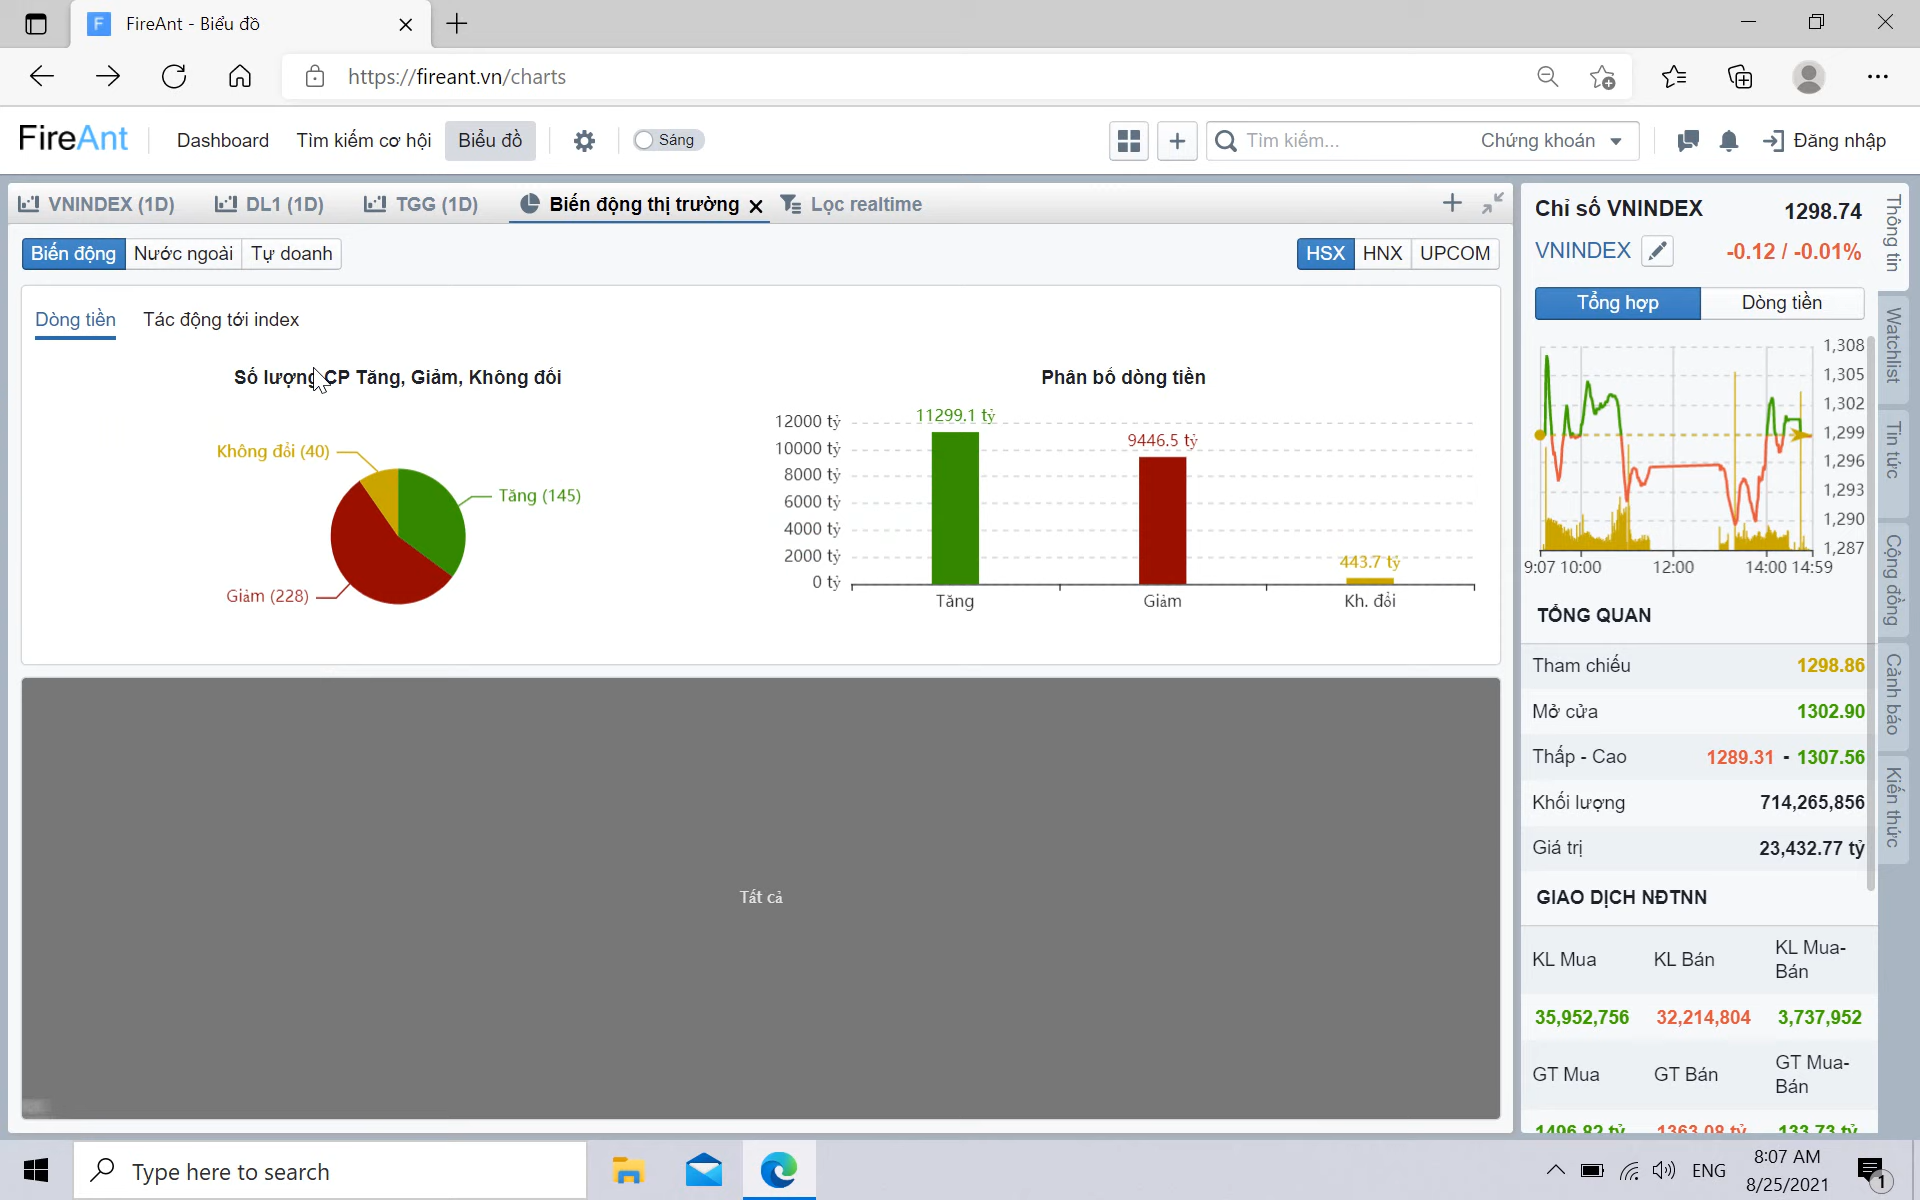 FireAnt - Biểu đồ
https://fireant.vn/charts
FireAnt
Dashboard
Tìm kiếm cơ hội
Biểu đồ
Sáng
Tìm kiếm...
Chứng khoán
Đăng nhập
VNINDEX (1D)
DL1 (1D)
TGG (1D)
Biến động thị trường
Lọc realtime
Biến động
Nước ngoài
Tự doanh
HSX
HNX
UPCOM
Dòng tiền
Tác động tới index
Số lượng CP Tăng, Giảm, Không đổi
Không đổi (40)
Tăng (145)
Giảm (228)
Phân bổ dòng tiền
12000 tỷ
10000 tỷ
8000 tỷ
6000 tỷ
4000 tỷ
2000 tỷ
0 tỷ
11299.1 tỷ
9446.5 tỷ
443.7 tỷ
Tăng
Giảm
Kh. đổi
Tất cả
Chỉ số VNINDEX
1298.74
VNINDEX
-0.12 / -0.01%
Tổng hợp
Dòng tiền
1,308
1,305
1,302
1,299
1,296
1,293
1,290
1,287
9:07 10:00
12:00
14:00 14:59
TỔNG QUAN
Tham chiếu
1298.86
Mở cửa
1302.90
Thấp - Cao
1289.31 - 1307.56
Khối lượng
714,265,856
Giá trị
23,432.77 tỷ
GIAO DỊCH NĐTNN
KL Mua
KL Bán
KL Mua-
Bán
35,952,756
32,214,804
3,737,952
GT Mua
GT Bán
GT Mua-
Bán
1496.82 tỷ
1363.08 tỷ
133.73 tỷ
Thông tin
Watchlist
Tin tức
Cộng đồng
Cảnh báo
Kiến thức
Type here to search
ENG
8:07 AM
8/25/2021
1